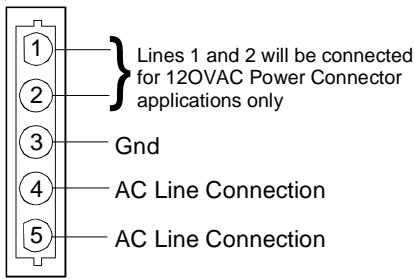 1
2
Lines 1 and 2 will be connected
for 12OVAC Power Connector
applications only
3 Gnd
4 AC Line Connection
5 AC Line Connection